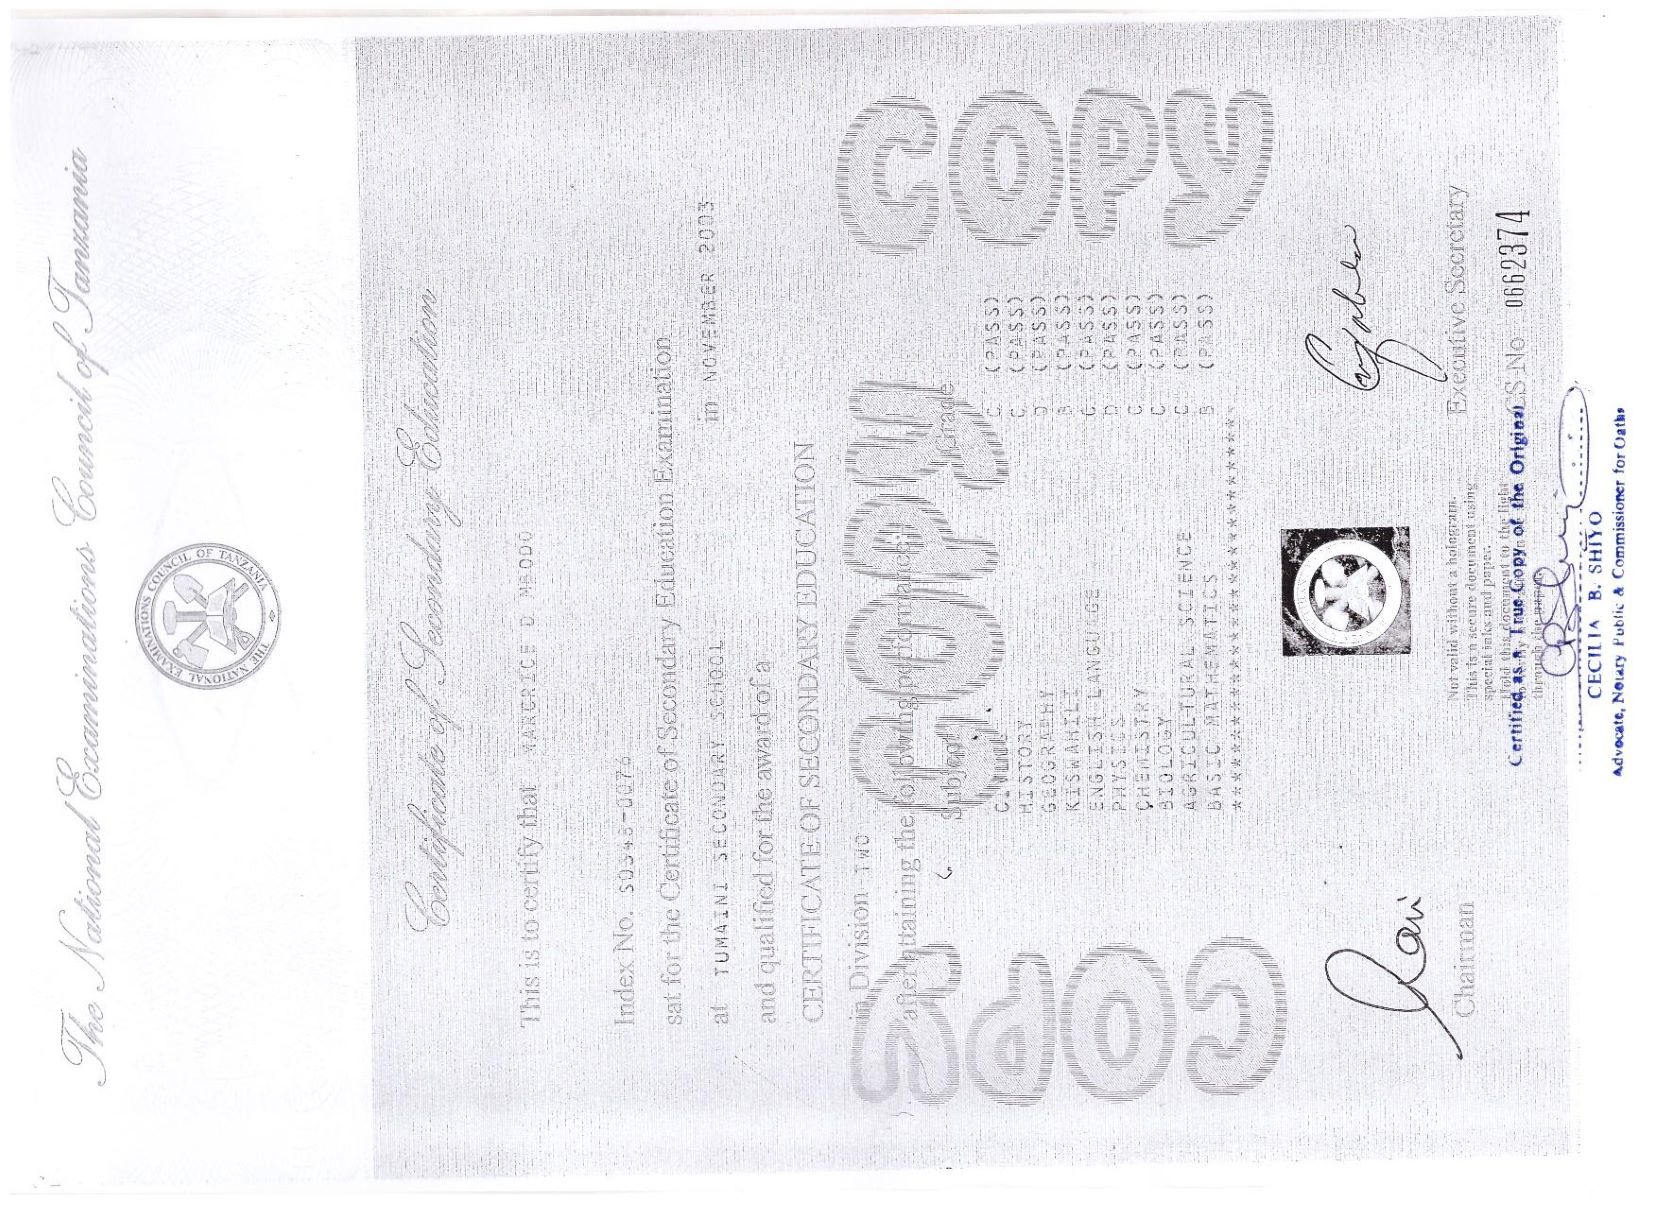 The National Examinations Council of Tanzania
THE NATIONAL EXAMINATIONS COUNCIL OF TANZANIA
Certificate of Secondary Education
This is to certify that
Index No.
sat for the Certificate of Secondary Education Examination
at TUMAINI SECONDARY SCHOOL in NOVEMBER 2003
and qualified for the award of a
CERTIFICATE OF SECONDARY EDUCATION
in Division TWO
after attaining the following performance:
Subject Grade
CIVICS C (PASS)
HISTORY C (PASS)
GEOGRAPHY D (PASS)
KISWAHILI B (PASS)
ENGLISH LANGUAGE C (PASS)
PHYSICS D (PASS)
CHEMISTRY C (PASS)
BIOLOGY C (PASS)
AGRICULTURAL SCIENCE C (PASS)
BASIC MATHEMATICS B (PASS)
COPY COPY COPY
Chairman
Executive Secretary
Not valid without a hologram.
This is a secure document using
special inks and paper.
Hold this document to the light
through the paper.
CS No 0662374
Certified as a True Copy of the Original
CECILIA B. SHIYO
Advocate, Notary Public & Commissioner for Oaths